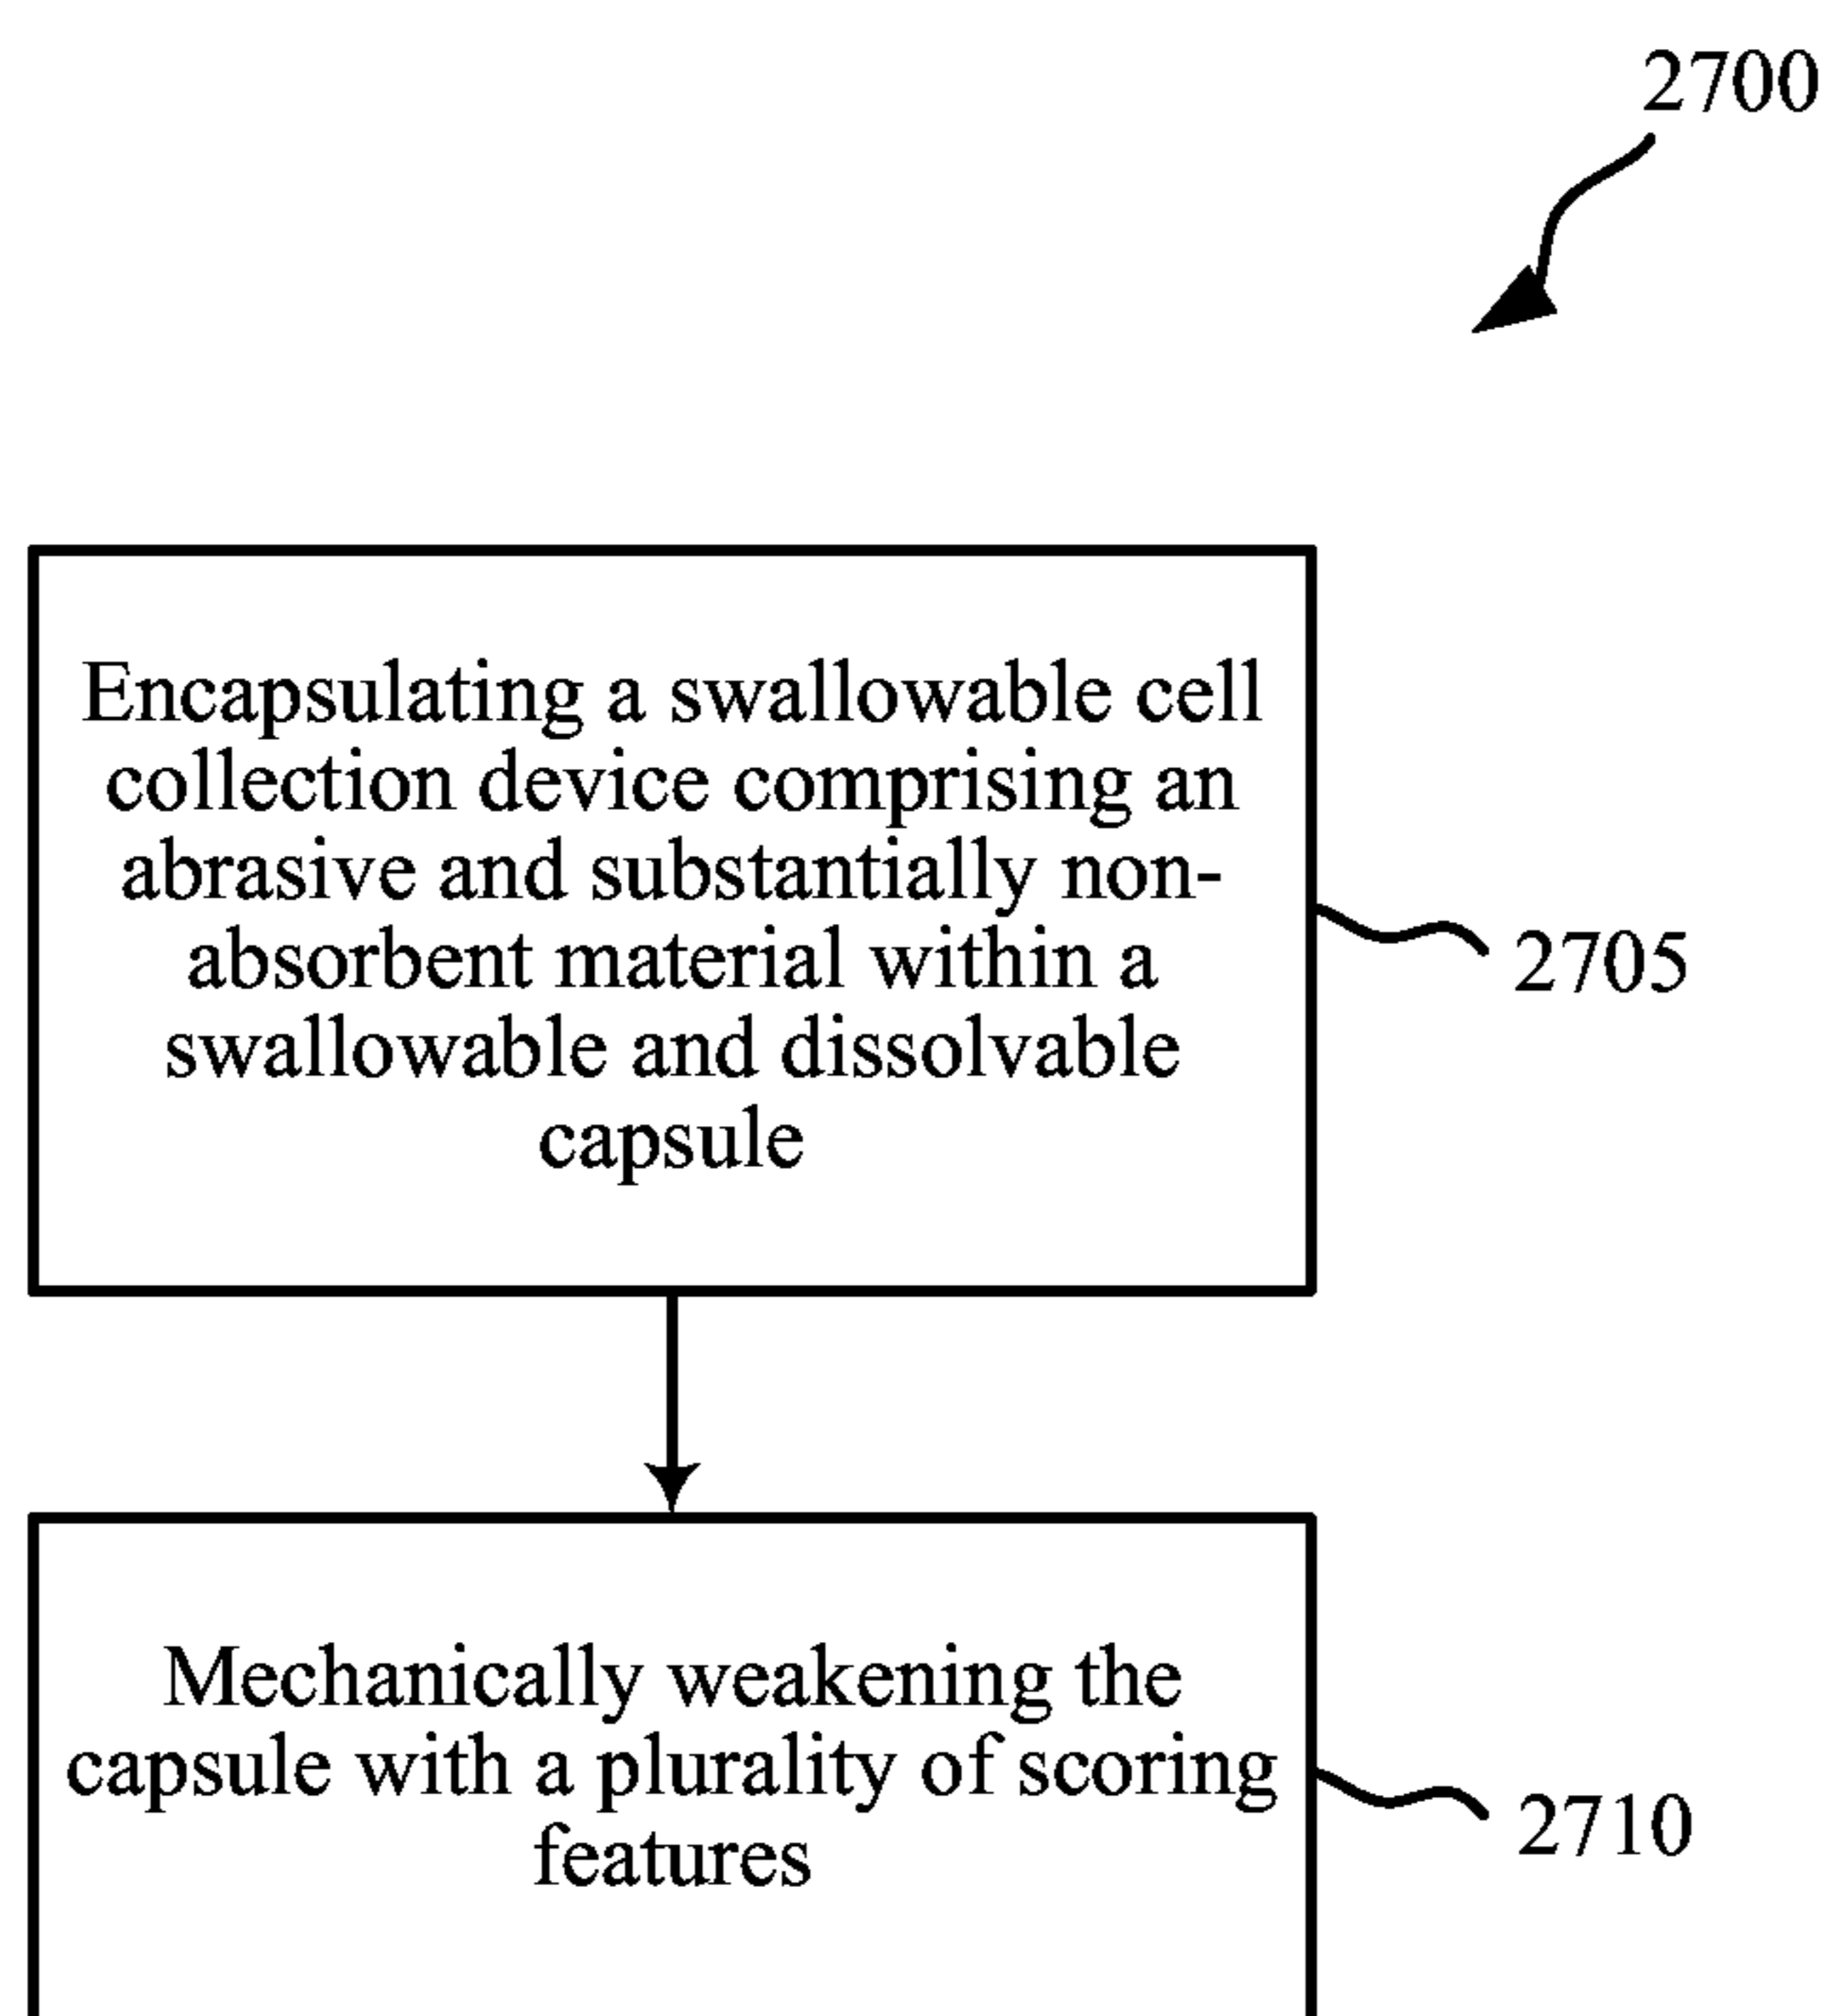 2700
Encapsulating a swallowable cell
collection device comprising an
abrasive and substantially non-
absorbent material within a
swallowable and dissolvable
capsule
2705
Mechanically weakening the
capsule with a plurality of scoring
features
2710